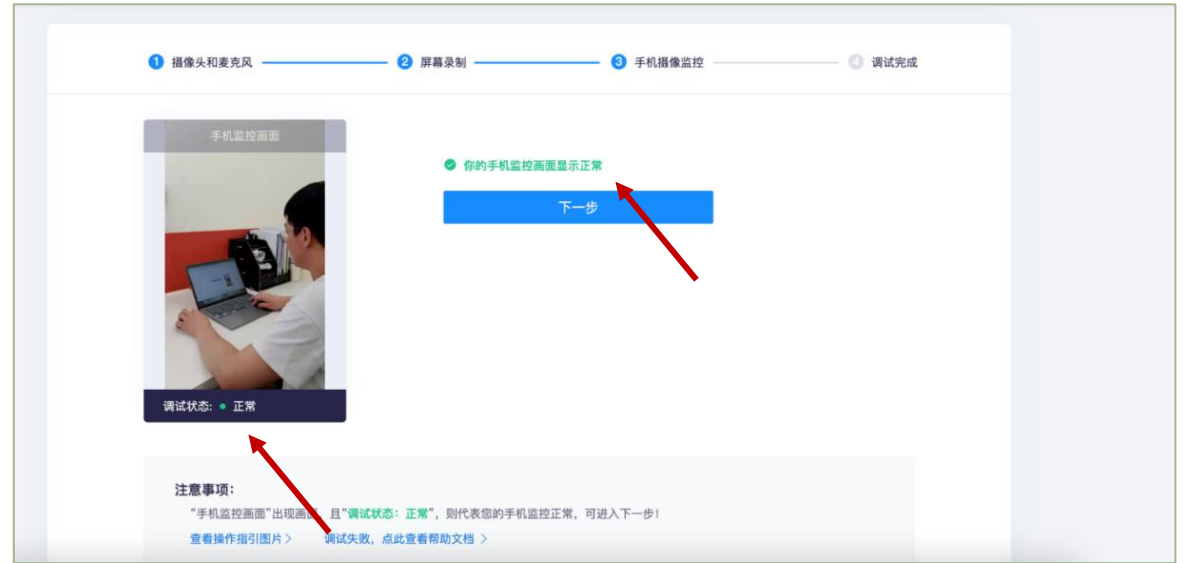 1 摄像头和麦克风 2 屏幕录制 3 手机摄像监控 4 调试完成
手机监控画面
你的手机监控画面显示正常
下一步
调试状态: 正常
注意事项：
“手机监控画面”出现画面，且“调试状态：正常”，则代表您的手机监控正常，可进入下一步！
查看操作指引图片 > 调试失败，点此查看帮助文档 >